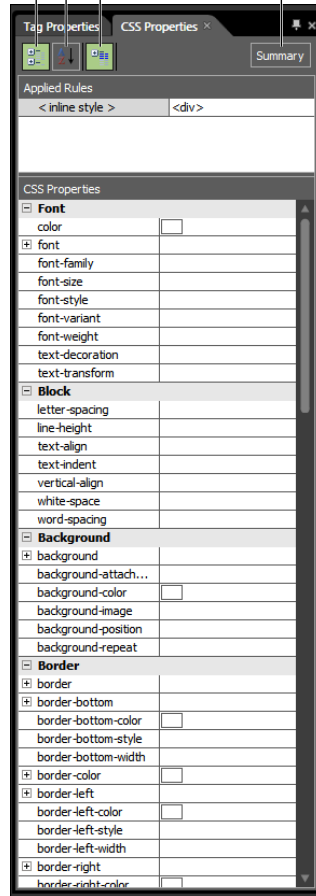 Tag Properties CSS Properties ×
Summary
Applied Rules
< inline style > <div>
CSS Properties
Font
color
font
font-family
font-size
font-style
font-variant
font-weight
text-decoration
text-transform
Block
letter-spacing
line-height
text-align
text-indent
vertical-align
white-space
word-spacing
Background
background
background-attach...
background-color
background-image
background-position
background-repeat
Border
border
border-bottom
border-bottom-color
border-bottom-style
border-bottom-width
border-color
border-left
border-left-color
border-left-style
border-left-width
border-right
border-right-color